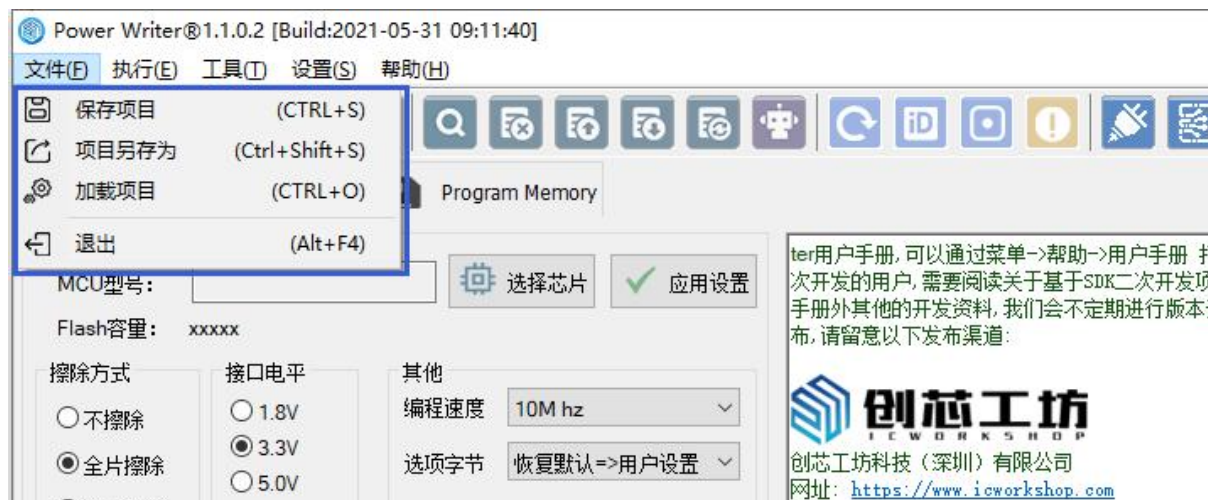 Power Writer®1.1.0.2 [Build:2021-05-31 09:11:40]
文件(F) 执行(E) 工具(T) 设置(S) 帮助(H)
保存项目 (CTRL+S)
项目另存为 (Ctrl+Shift+S)
加载项目 (CTRL+O)
退出 (Alt+F4)
iD
Program Memory
MCU型号:
选择芯片
应用设置
Flash容量: xxxxx
擦除方式
不擦除
全片擦除
接口电平
1.8V
3.3V
5.0V
其他
编程速度 10M hz
选项字节 恢复默认=>用户设置
ter用户手册,可以通过菜单->帮助->用户手册
次开发的用户,需要阅读关于基于SDK二次开发项
手册外其他的开发资料,我们会不定期进行版本
布,请留意以下发布渠道:
创芯工坊
ICWORKSHOP
创芯工坊科技（深圳）有限公司
网址: https://www.icworkshop.com